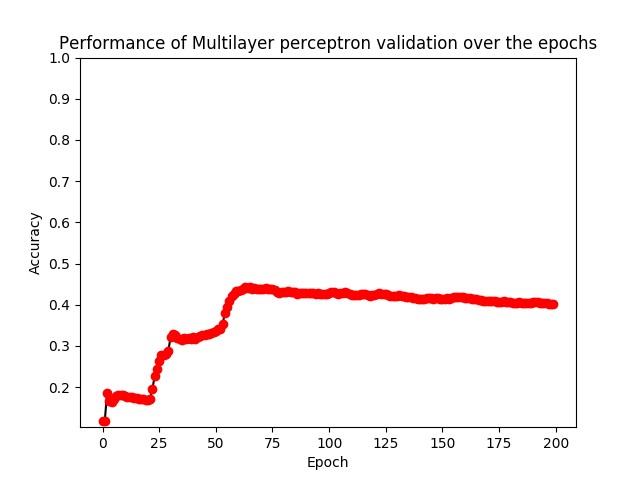 Performance of Multilayer perceptron validation over the epochs
1.0
0.9
0.8
0.7
0.6
0.5
0.4
0.3
0.2
Accuracy
0 25 50 75 100 125 150 175 200
Epoch